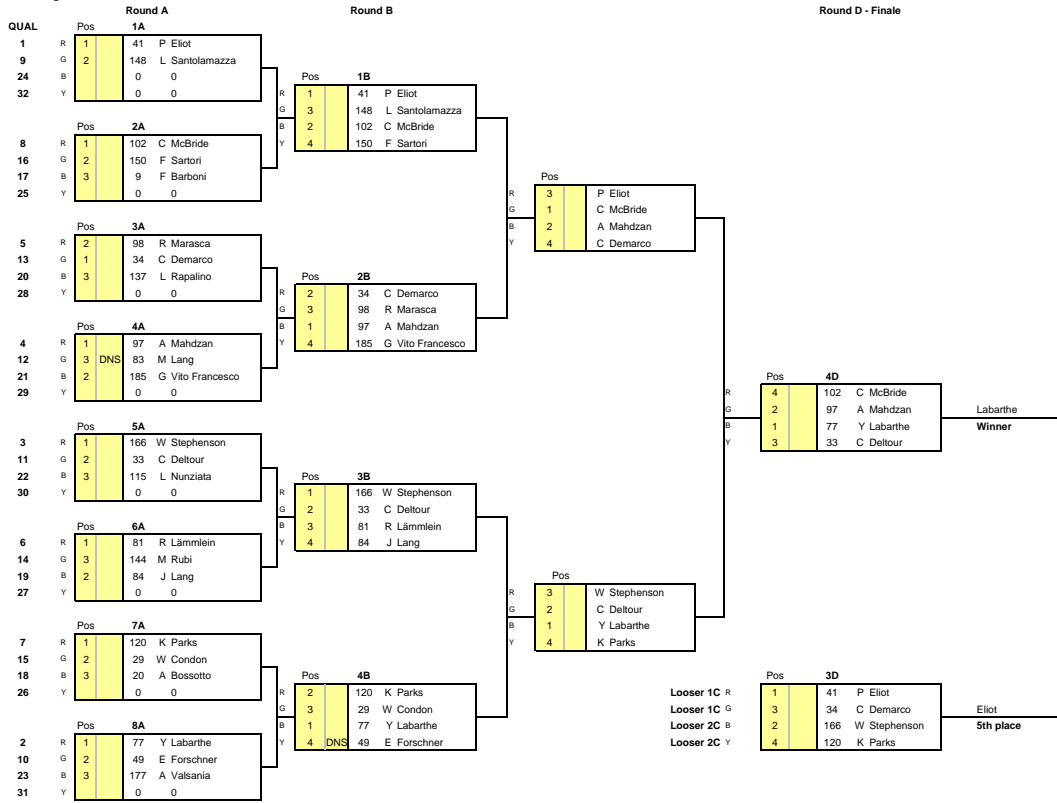 Round A Round B Round D - Finale
QUAL Pos 1A
1 R 1 41 P Eliot
9 G 2 148 L Santolamazza
24 B 0 0
32 Y 0 0
Pos 2A
8 R 1 102 C McBride
16 G 2 150 F Sartori
17 B 3 9 F Barboni
25 Y 0 0
Pos 3A
5 R 2 98 R Marasca
13 G 1 34 C Demarco
20 B 3 137 L Rapalino
28 Y 0 0
Pos 4A
4 R 1 97 A Mahdzan
12 G 3 DNS 83 M Lang
21 B 2 185 G Vito Francesco
29 Y 0 0
Pos 5A
3 R 1 166 W Stephenson
11 G 2 33 C Deltour
22 B 3 115 L Nunziata
30 Y 0 0
Pos 6A
6 R 1 81 R Lämmlein
14 G 3 144 M Rubi
19 B 2 84 J Lang
27 Y 0 0
Pos 7A
7 R 1 120 K Parks
15 G 2 29 W Condon
18 B 3 20 A Bossotto
26 Y 0 0
Pos 8A
2 R 1 77 Y Labarthe
10 G 2 49 E Forschner
23 B 3 177 A Valsania
31 Y 0 0
Pos 1B
R 1 41 P Eliot
G 3 148 L Santolamazza
B 2 102 C McBride
Y 4 150 F Sartori
Pos 2B
R 2 34 C Demarco
G 3 98 R Marasca
B 1 97 A Mahdzan
Y 4 185 G Vito Francesco
Pos 3B
R 1 166 W Stephenson
G 2 33 C Deltour
B 3 81 R Lämmlein
Y 4 84 J Lang
Pos 4B
R 2 120 K Parks
G 3 29 W Condon
B 1 77 Y Labarthe
Y 4 DNS 49 E Forschner
Pos
R 3 P Eliot
G 1 C McBride
B 2 A Mahdzan
Y 4 C Demarco
Pos
R 3 W Stephenson
G 2 C Deltour
B 1 Y Labarthe
Y 4 K Parks
Pos 4D
R 4 102 C McBride
G 2 97 A Mahdzan
B 1 77 Y Labarthe
Y 3 33 C Deltour
Labarthe
Winner
Pos 3D
Looser 1C R 1 41 P Eliot
Looser 1C G 3 34 C Demarco
Looser 2C B 2 166 W Stephenson
Looser 2C Y 4 120 K Parks
Eliot
5th place